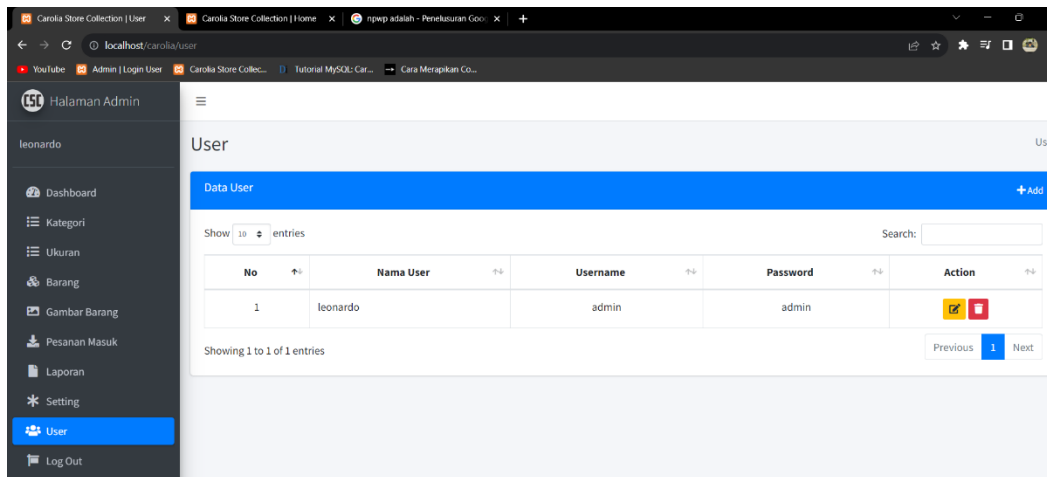 Carolia Store Collection | User
Carolia Store Collection | Home
npwp adalah - Penelusuran Goog
localhost/carolia/user
YouTube Admin | Login User Carolia Store Collec... Tutorial MySQL: Car... Cara Merapikan Co...
CSC Halaman Admin
leonardo
Dashboard
Kategori
Ukuran
Barang
Gambar Barang
Pesanan Masuk
Laporan
Setting
User
Log Out
User
Us
Data User
Add
Show 10 entries
Search:
No Nama User Username Password Action
1 leonardo admin admin
Showing 1 to 1 of 1 entries
Previous 1 Next